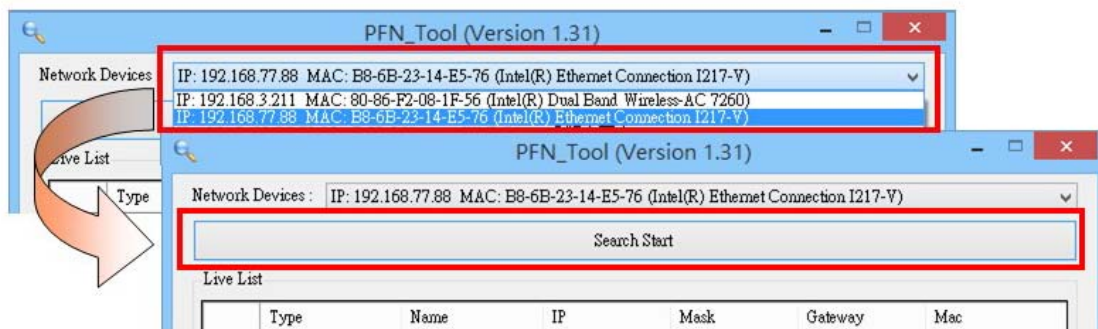 PFN_Tool (Version 1.31)
Network Devices IP: 192.168.77.88 MAC: B8-6B-23-14-E5-76 (Intel(R) Ethernet Connection I217-V)
IP: 192.168.3.211 MAC: 80-86-F2-08-1F-56 (Intel(R) Dual Band Wireless-AC 7260)
IP: 192.168.77.88 MAC: B8-6B-23-14-E5-76 (Intel(R) Ethernet Connection I217-V)
Live List
Type
PFN_Tool (Version 1.31)
Network Devices : IP: 192.168.77.88 MAC: B8-6B-23-14-E5-76 (Intel(R) Ethernet Connection I217-V)
Search Start
Live List
Type Name IP Mask Gateway Mac